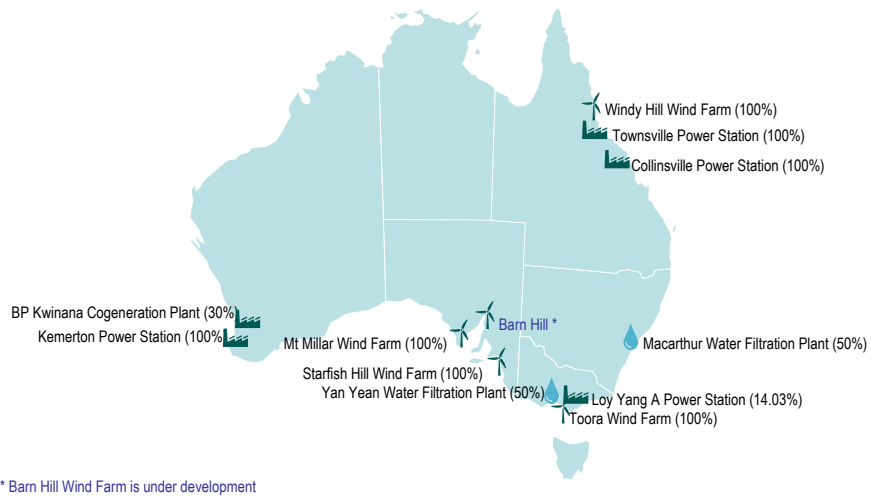 Windy Hill Wind Farm (100%)
Townsville Power Station (100%)
Collinsville Power Station (100%)
BP Kwinana Cogeneration Plant (30%)
Kemerton Power Station (100%)
Barn Hill *
Mt Millar Wind Farm (100%)
Macarthur Water Filtration Plant (50%)
Starfish Hill Wind Farm (100%)
Yan Yean Water Filtration Plant (50%)
Loy Yang A Power Station (14.03%)
Toora Wind Farm (100%)
* Barn Hill Wind Farm is under development